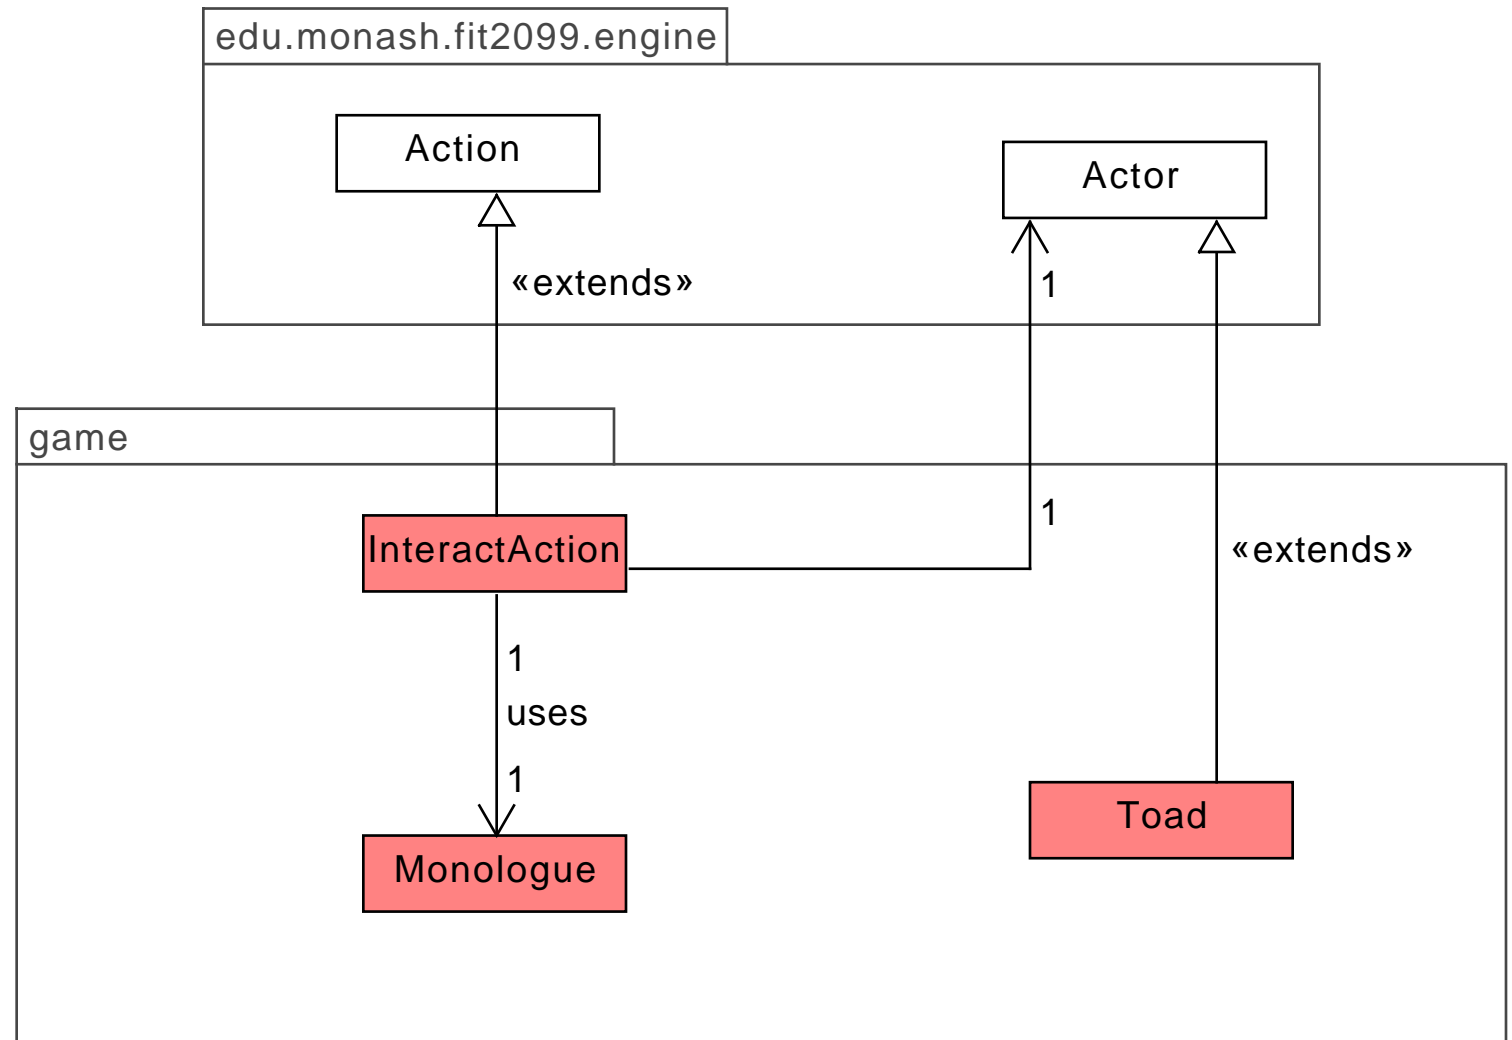 edu.monash.fit2099.engine
Action
Actor
«extends»
1
game
1
InteractAction
«extends»
1
uses
1
Toad
Monologue